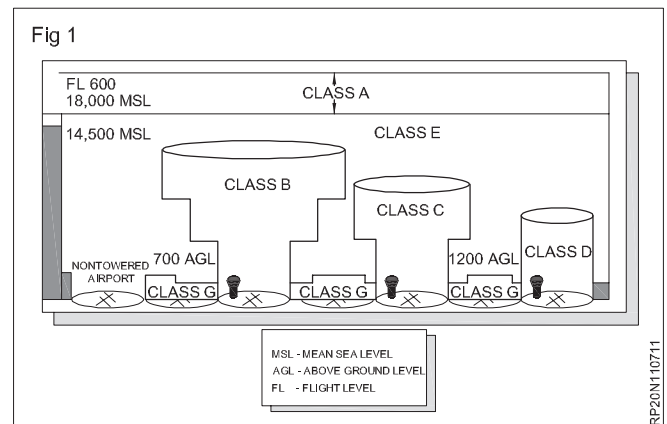 Fig 1
FL 600
18,000 MSL
CLASS A
14,500 MSL
CLASS E
CLASS B
CLASS C
CLASS D
700 AGL
1200 AGL
NONTOWERED
AIRPORT
CLASS G
CLASS G
CLASS G
MSL - MEAN SEA LEVEL
AGL - ABOVE GROUND LEVEL
FL - FLIGHT LEVEL
RP20N110711